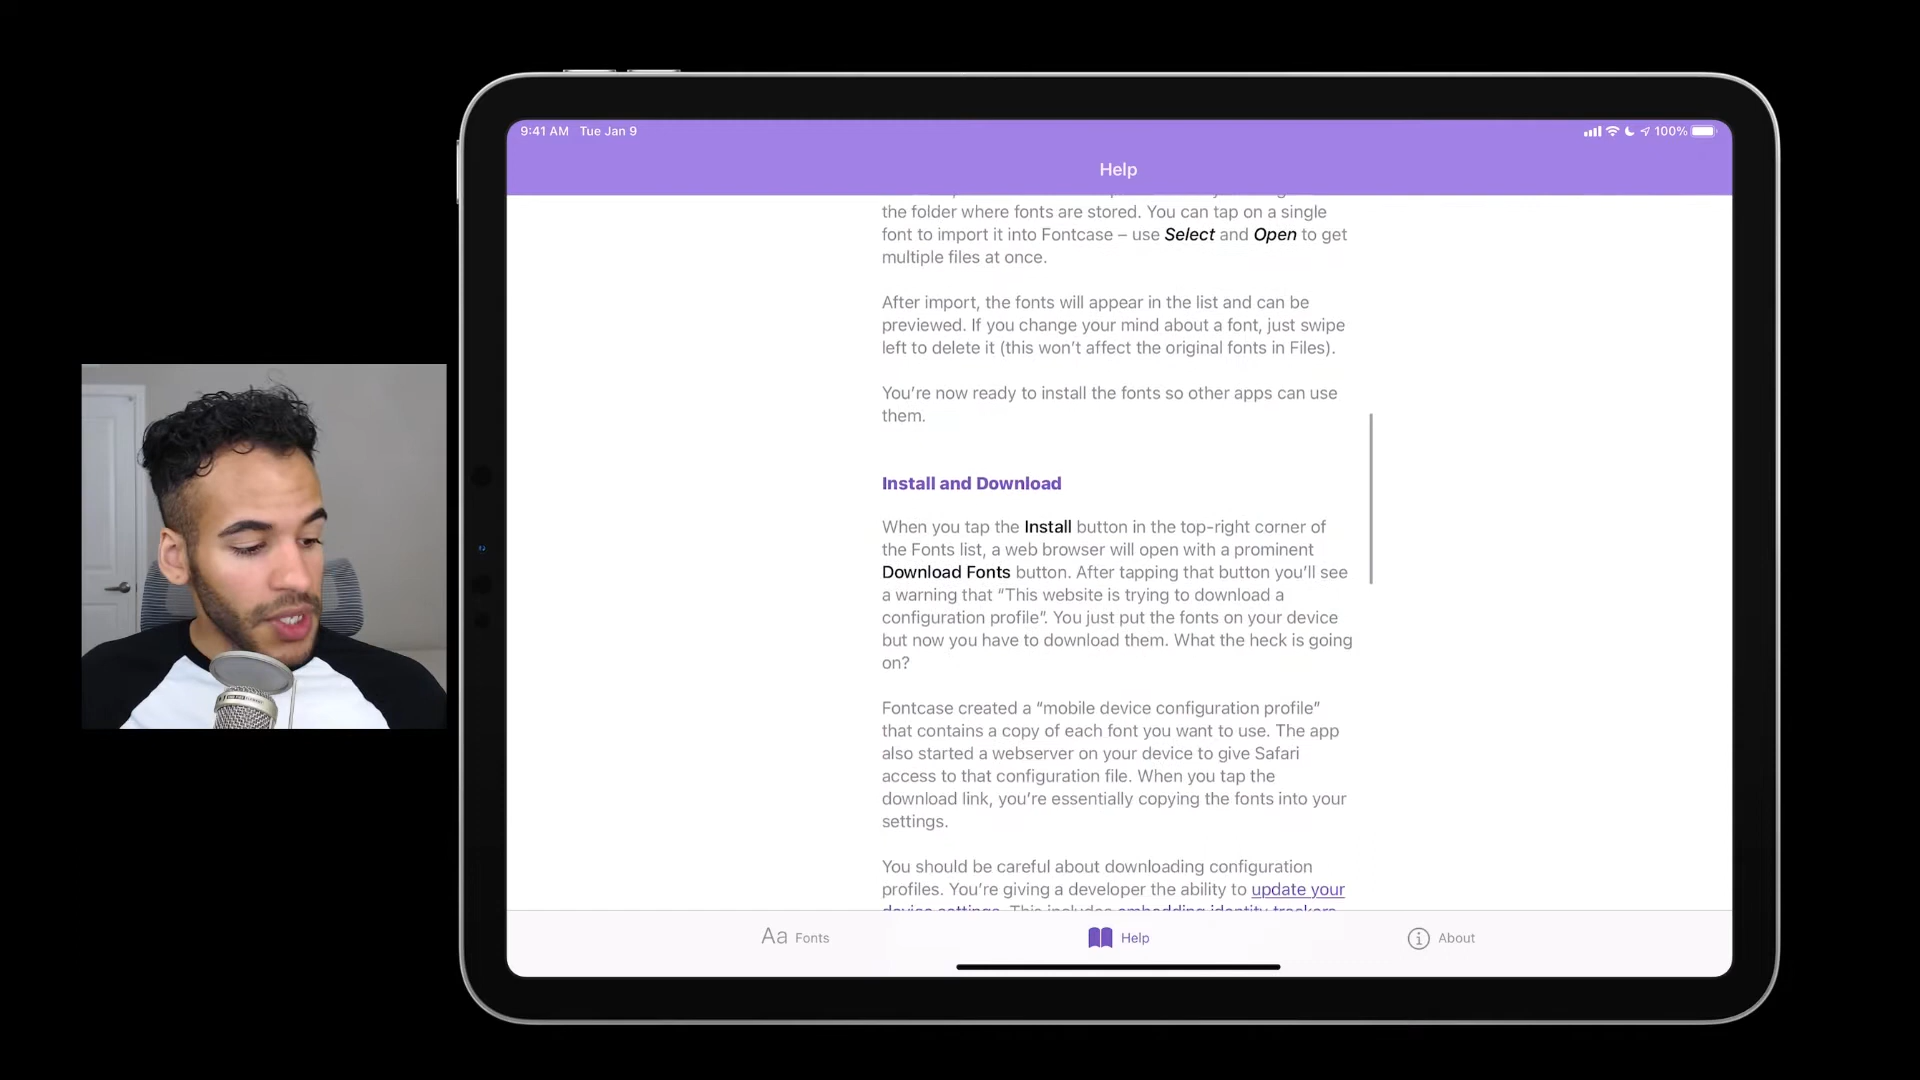 9:41 AM Tue Jan 9
100%
Help
the folder where fonts are stored. You can tap on a single
font to import it into Fontcase – use Select and Open to get
multiple files at once.
After import, the fonts will appear in the list and can be
previewed. If you change your mind about a font, just swipe
left to delete it (this won’t affect the original fonts in Files).
You’re now ready to install the fonts so other apps can use
them.
Install and Download
When you tap the Install button in the top-right corner of
the Fonts list, a web browser will open with a prominent
Download Fonts button. After tapping that button you’ll see
a warning that “This website is trying to download a
configuration profile”. You just put the fonts on your device
but now you have to download them. What the heck is going
on?
Fontcase created a “mobile device configuration profile”
that contains a copy of each font you want to use. The app
also started a webserver on your device to give Safari
access to that configuration file. When you tap the
download link, you’re essentially copying the fonts into your
settings.
You should be careful about downloading configuration
profiles. You’re giving a developer the ability to update your
device settings. This includes embedding identity trackers
Aa Fonts
Help
About